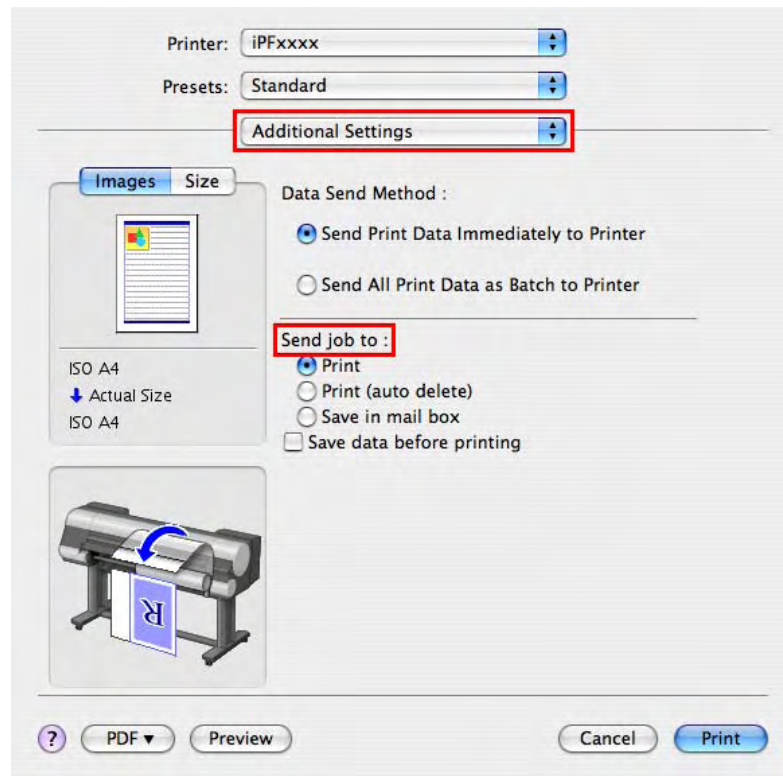 Printer: iPFxxxx
Presets: Standard
Additional Settings
Images Size
Data Send Method :
Send Print Data Immediately to Printer
Send All Print Data as Batch to Printer
Send job to :
Print
Print (auto delete)
Save in mail box
Save data before printing
ISO A4
Actual Size
ISO A4
R
? PDF▼ Preview Cancel Print